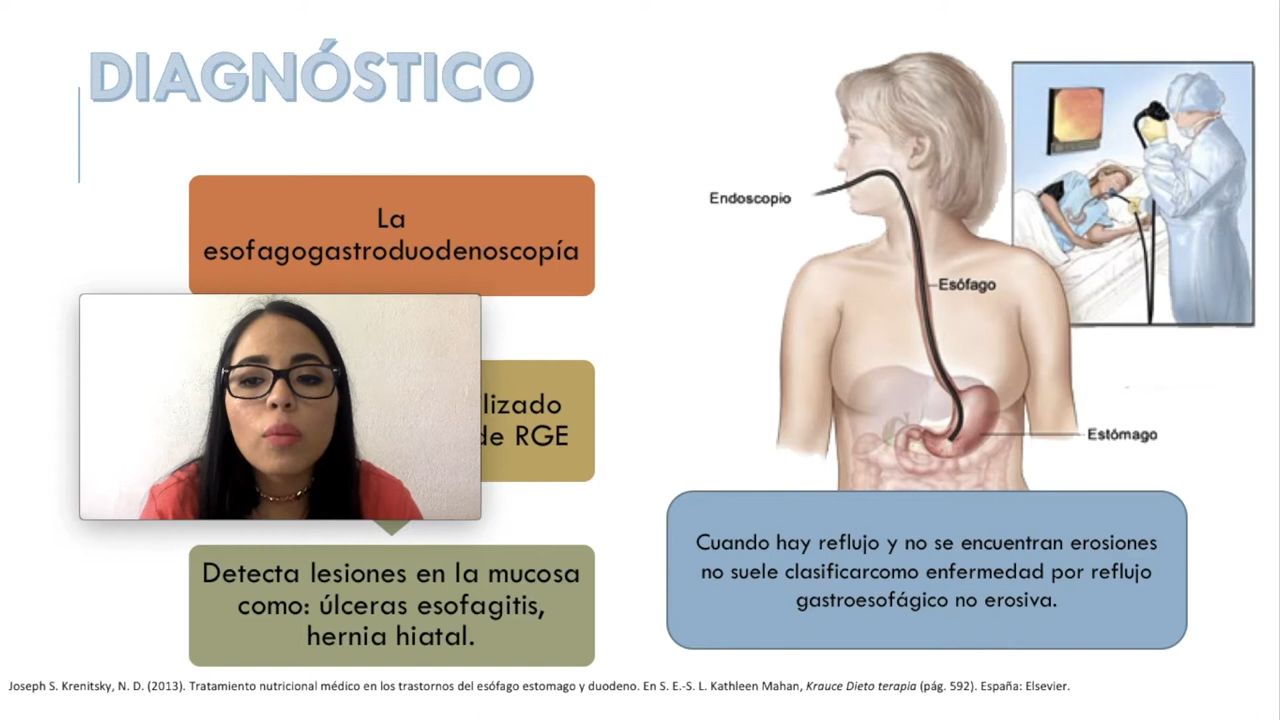 DIAGNÓSTICO
La
esofagogastroduodenoscopía
de RGE
Detecta lesiones en la mucosa
como: úlceras esofagitis,
hernia hiatal.
Endoscopio
Esófago
Estómago
Cuando hay reflujo y no se encuentran erosiones
no suele clasificarcomo enfermedad por reflujo
gastroesofágico no erosiva.
Joseph S. Krenitsky, N. D. (2013). Tratamiento nutricional médico en los trastornos del esófago estomago y duodeno. En S. E.-S. L. Kathleen Mahan, Krauce Dieto terapia (pág. 592). España: Elsevier.